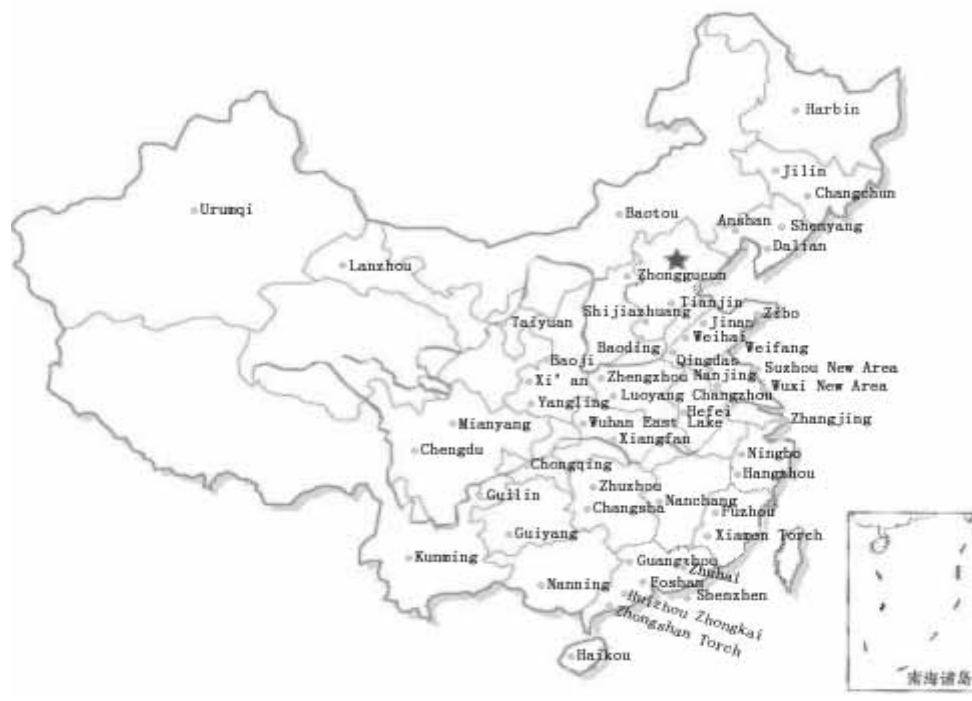 Harbin
Jilin
Changchun
Urumqi
Baotou
Anshan
Shenyang
Dalian
Lanzhou
Zhonggucun
Tianjin
Shijiazhuang
Zibo
Taiyuan
Jinan
Weihai
Baoding
Weifang
Baoji
Qingdao
Suzhou New Area
Xi' an
Zhengzhou
Nanjing
Wuxi New Area
Luoyang
Changzhou
Yangling
Hefei
Mianyang
Wuhan East Lake
Zhangjing
Xiangfan
Chengdu
Ningbo
Chongqing
Hangzhou
Zhuzhou
Guilin
Nanchang
Changsha
Fuzhou
Guiyang
Xiamen Torch
Kunming
Guangzhou
Zhuhai
Nanning
Foshan
Shenzhen
Huizhou Zhongkai
Zhongshan Torch
Haikou
南海诸岛